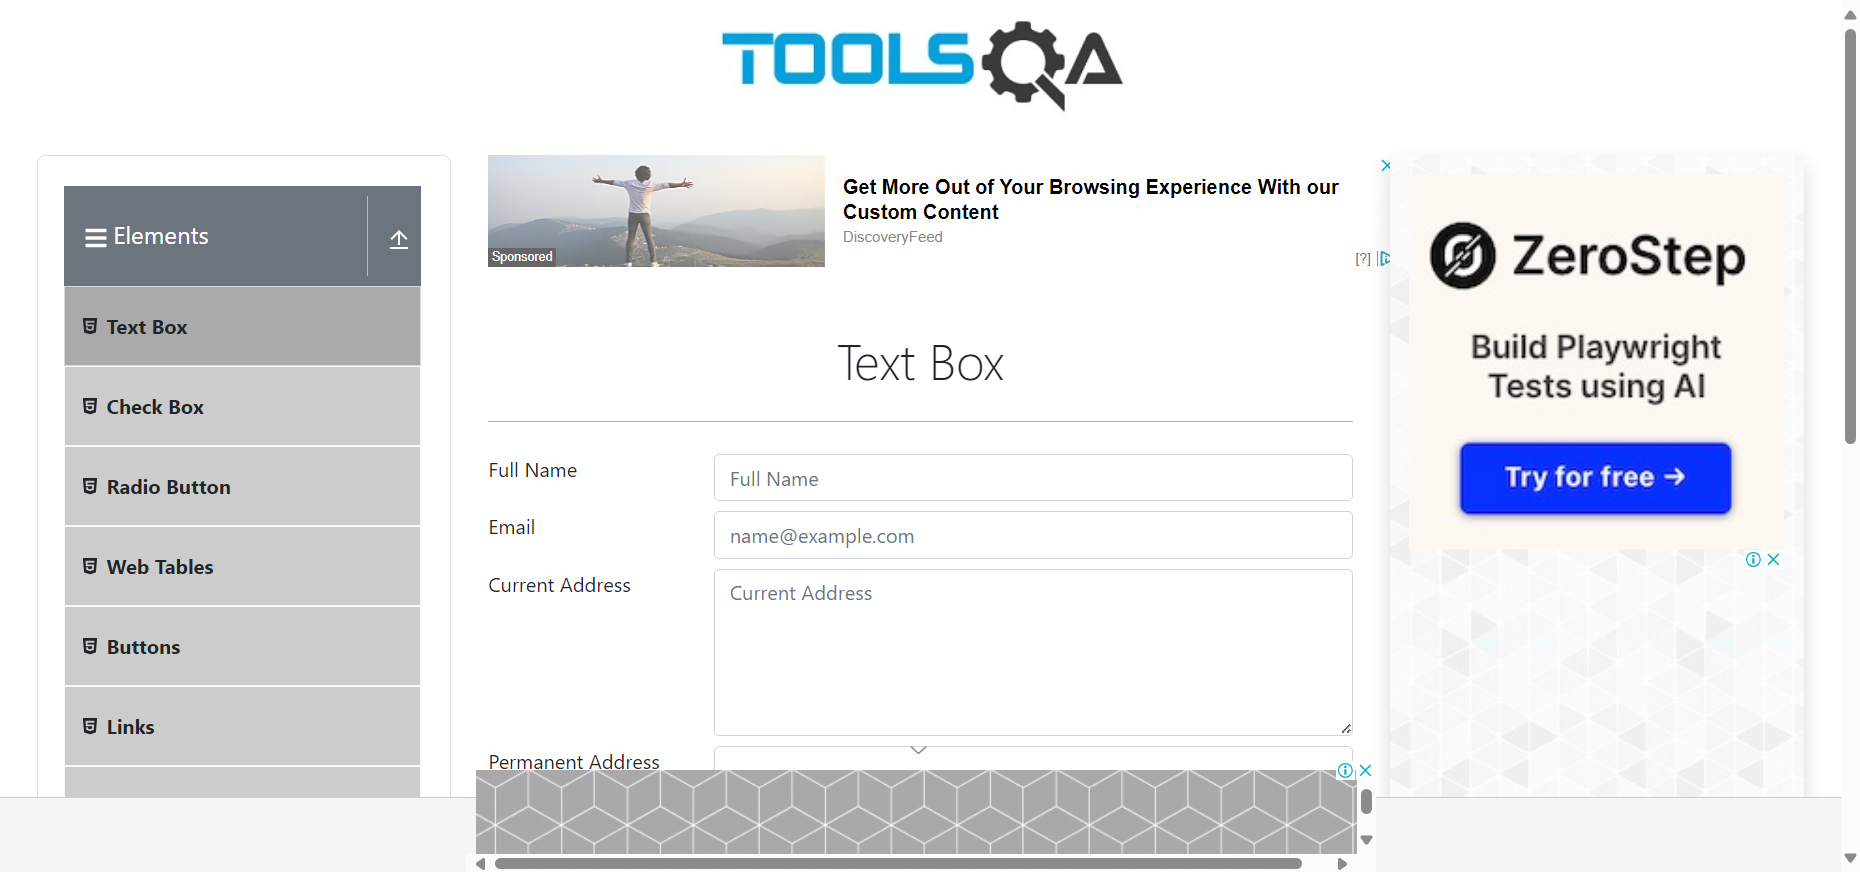 TOOLSQA
Elements
Text Box
Check Box
Radio Button
Web Tables
Buttons
Links
Sponsored
Get More Out of Your Browsing Experience With our
Custom Content
DiscoveryFeed
[?]
Text Box
Full Name
Full Name
Email
name@example.com
Current Address
Current Address
Permanent Address
ZeroStep
Build Playwright
Tests using AI
Try for free →